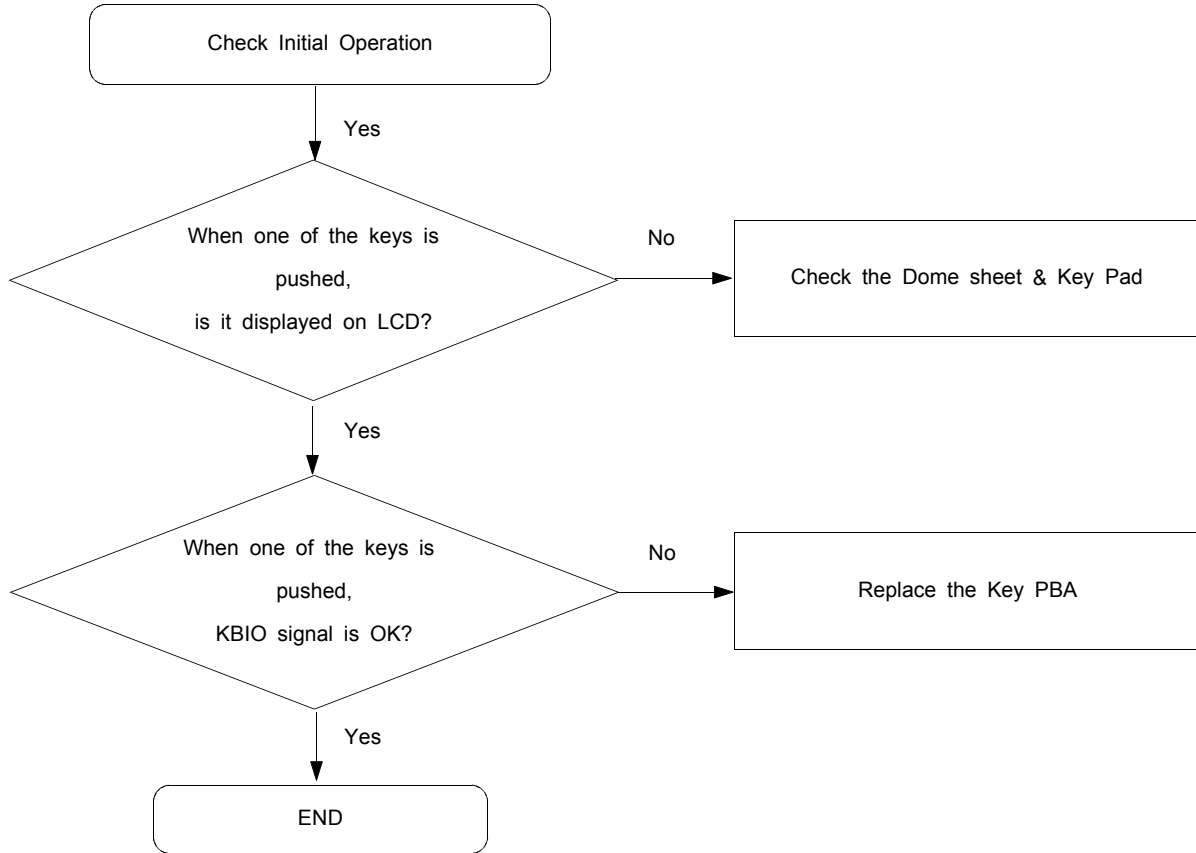 Check Initial Operation
Yes
When one of the keys is
pushed,
is it displayed on LCD?
No
Check the Dome sheet & Key Pad
Yes
When one of the keys is
pushed,
KBIO signal is OK?
No
Replace the Key PBA
Yes
END